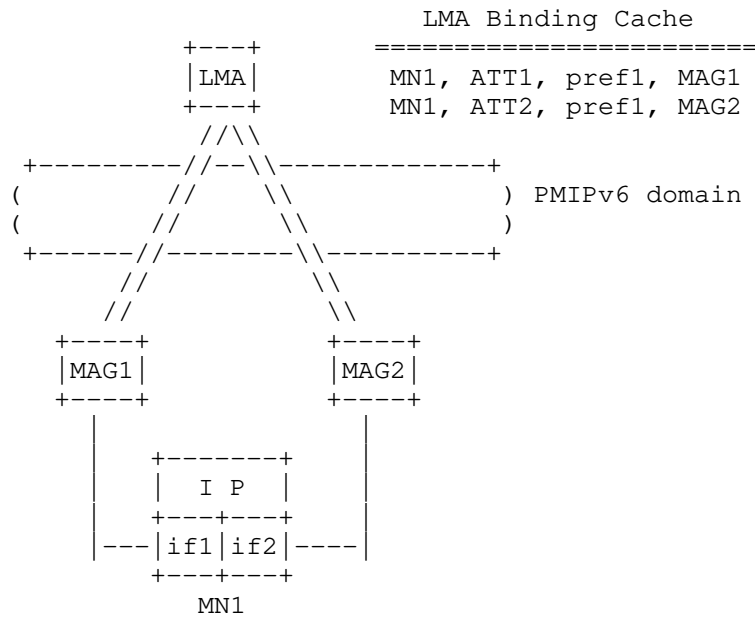 LMA Binding Cache
LMA
MN1, ATT1, pref1, MAG1
MN1, ATT2, pref1, MAG2
PMIPv6 domain
MAG1 MAG2
I P
if1 if2
MN1